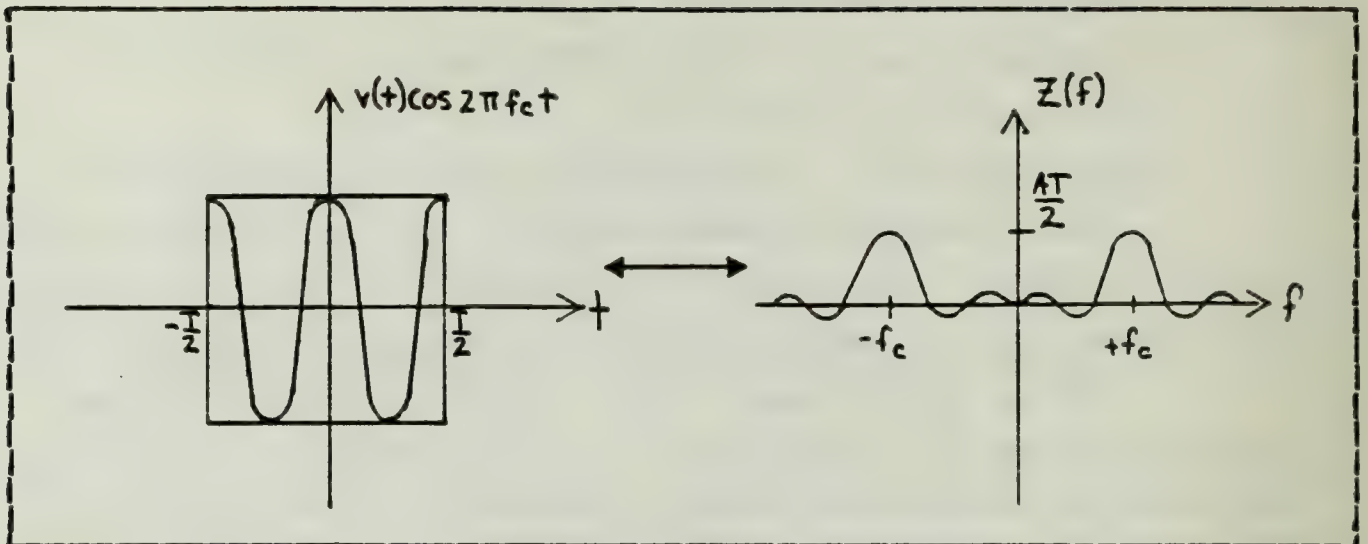 v(t)cos 2πfct
-T/2
T/2
t
Z(f)
AT/2
-fc
+fc
f